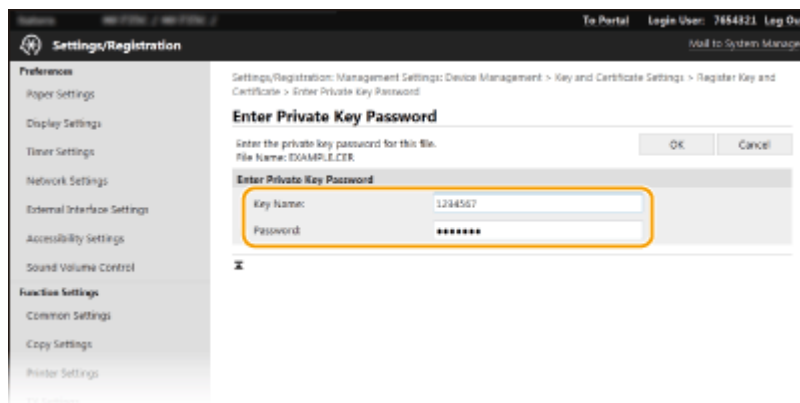 To Portal Login User: 7654321 Log Ou
Settings/Registration
Mail to System Manage
Preferences
Paper Settings
Display Settings
Timer Settings
Network Settings
External Interface Settings
Accessibility Settings
Sound Volume Control
Function Settings
Common Settings
Copy Settings
Printer Settings
Settings/Registration: Management Settings: Device Management > Key and Certificate Settings > Register Key and
Certificate > Enter Private Key Password
Enter Private Key Password
Enter the private key password for this file.
File Name: EXAMPLE.CER
OK Cancel
Enter Private Key Password
Key Name: 1234567
Password: •••••••